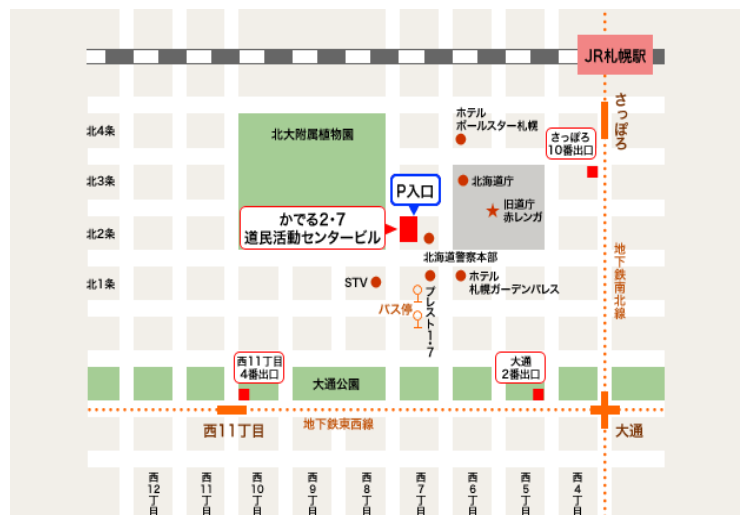 JR札幌駅
さっぽろ
ホテル
ポールスター札幌
さっぽろ
10番出口
北4条
北大附属植物園
北3条
北海道庁
P入口
旧道庁
赤レンガ
かでる2・7
道民活動センタービル
北2条
北海道警察本部
地下鉄南北線
北1条
STV
ホテル
札幌ガーデンパレス
バス停
プレスト1・7
西11丁目
4番出口
大通公園
大通
2番出口
西11丁目
地下鉄東西線
大通
西12丁目
西11丁目
西10丁目
西9丁目
西8丁目
西7丁目
西6丁目
西5丁目
西4丁目